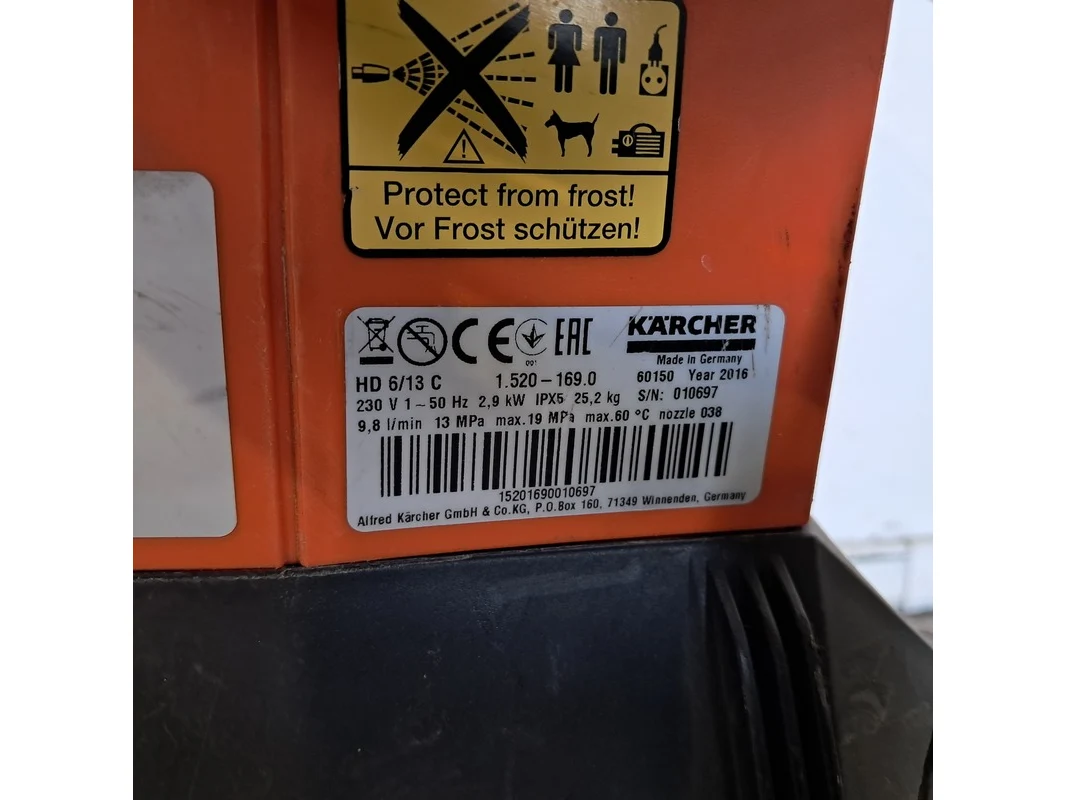 Protect from frost!
Vor Frost schützen!
CE
001
EAC
KÄRCHER
Made in Germany
HD 6/13 C 1.520-169.0 60150 Year 2016
230 V 1~50 Hz 2,9 kW IPX5 25,2 kg S/N: 010697
9,8 l/min 13 MPa max.19 MPa max.60 °C nozzle 038
15201690010697
Alfred Kärcher GmbH & Co.KG, P.O.Box 160, 71349 Winnenden, Germany